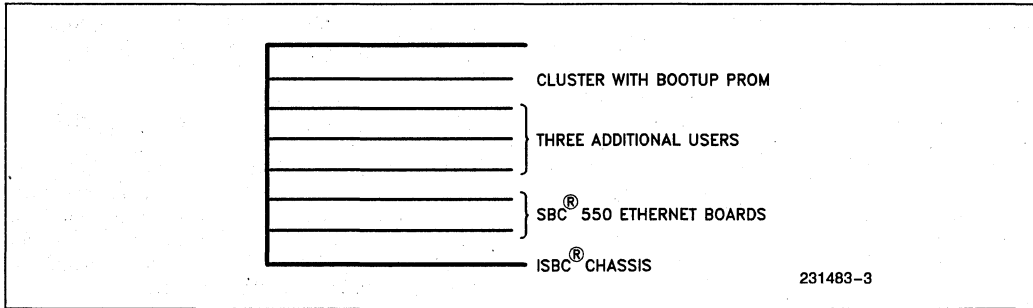 CLUSTER WITH BOOTUP PROM
THREE ADDITIONAL USERS
SBC® 550 ETHERNET BOARDS
ISBC® CHASSIS
231483-3